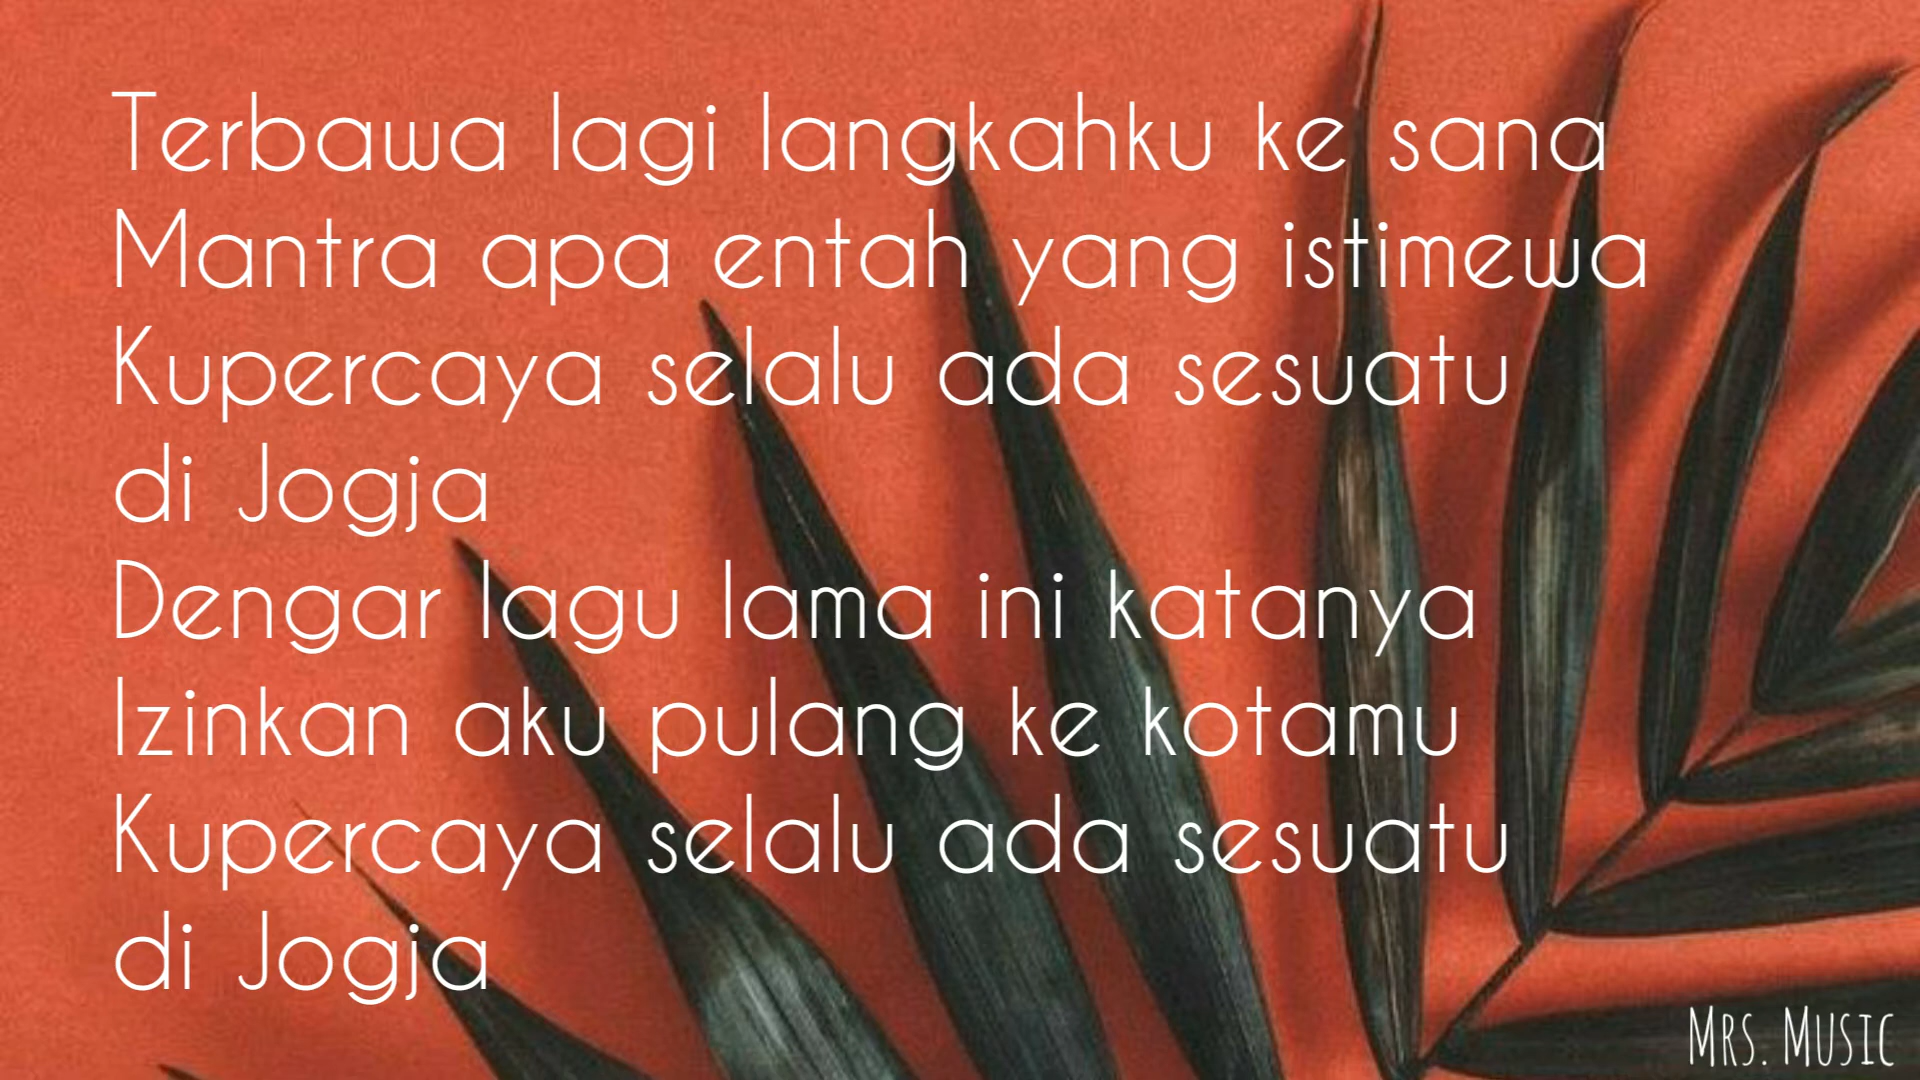 Terbawa lagi langkahku ke sana
Mantra apa entah yang istimewa
Kupercaya selalu ada sesuatu
di Jogja
Dengar lagu lama ini katanya
Izinkan aku pulang ke kotamu
Kupercaya selalu ada sesuatu
di Jogja
Mrs. Music